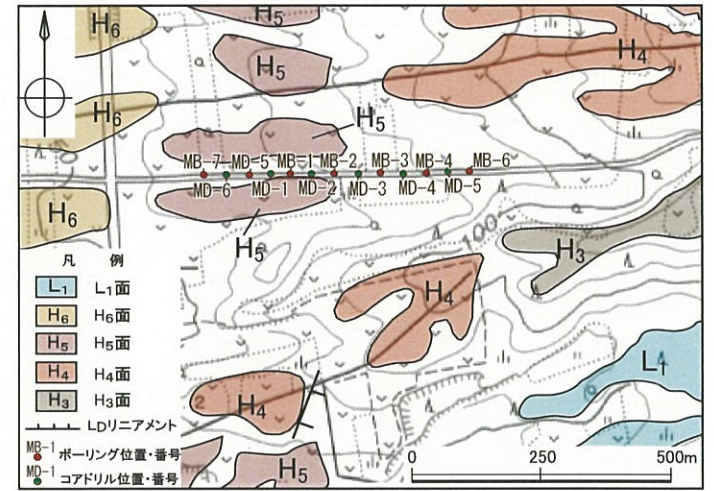 H5
H6
H4
H5
H6
H5
MB-7 MD-5 MB-1 MB-2 MB-3 MB-4 MB-6
MD-6 MD-1 MD-2 MD-3 MD-4 MD-5
H6
H5
100
H3
H4
L1
H4
H5
凡 例
L1 L1面
H6 H6面
H5 H5面
H4 H4面
H3 H3面
LDリニアメント
MB-1 ボーリング位置・番号
MD-1 コアドリル位置・番号
0 250 500m